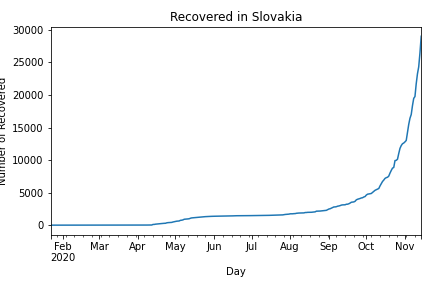 Recovered in Slovakia
30000
25000
20000
15000
10000
5000
0
Number of Recovered
Feb Mar Apr May Jun Jul Aug Sep Oct Nov
2020
Day